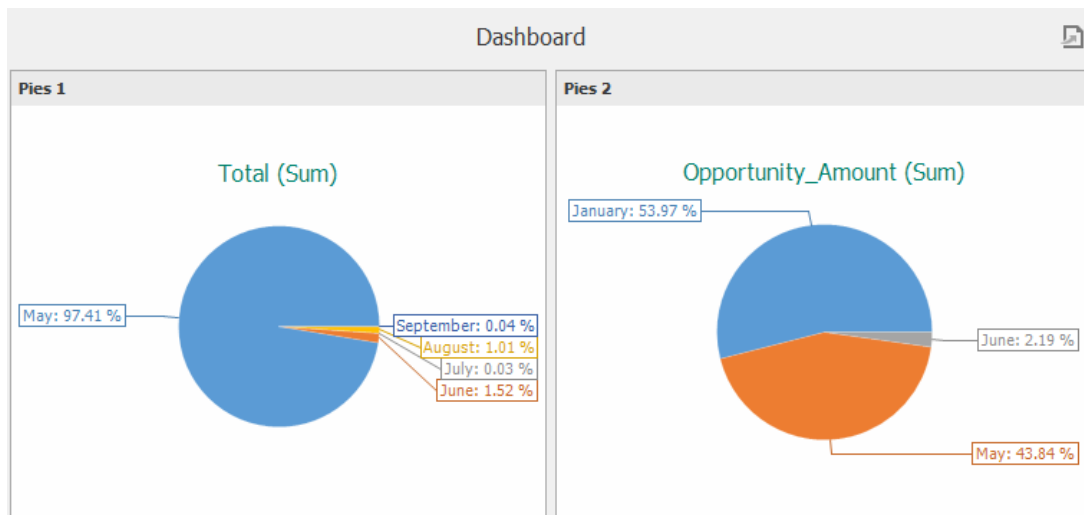 Dashboard
Pies 1
Total (Sum)
May: 97.41 %
September: 0.04 %
August: 1.01 %
July: 0.03 %
June: 1.52 %
Pies 2
Opportunity_Amount (Sum)
January: 53.97 %
June: 2.19 %
May: 43.84 %